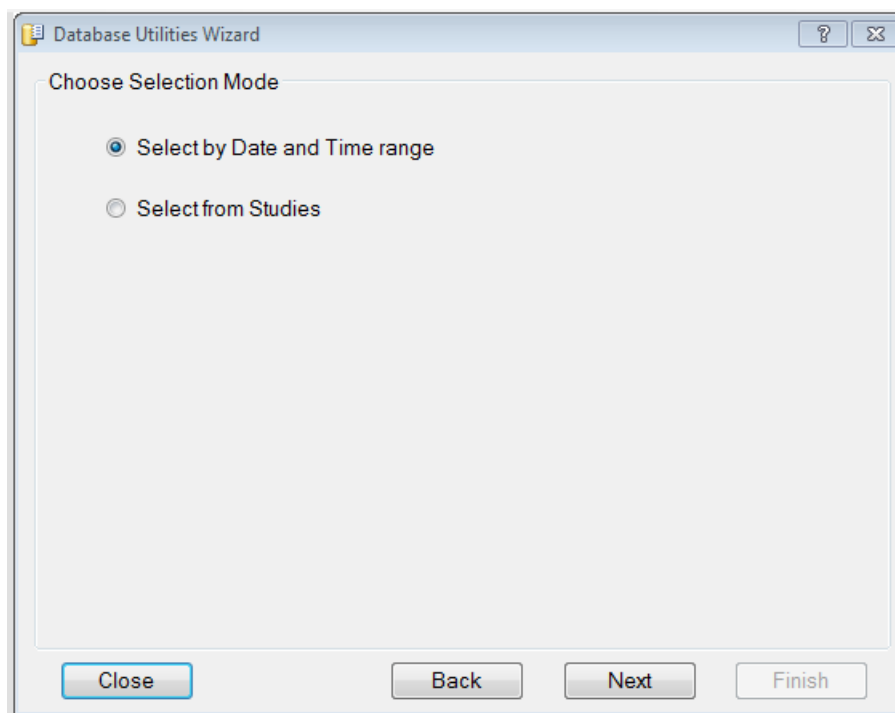 Database Utilities Wizard
?
Choose Selection Mode
Select by Date and Time range
Select from Studies
Close Back Next Finish